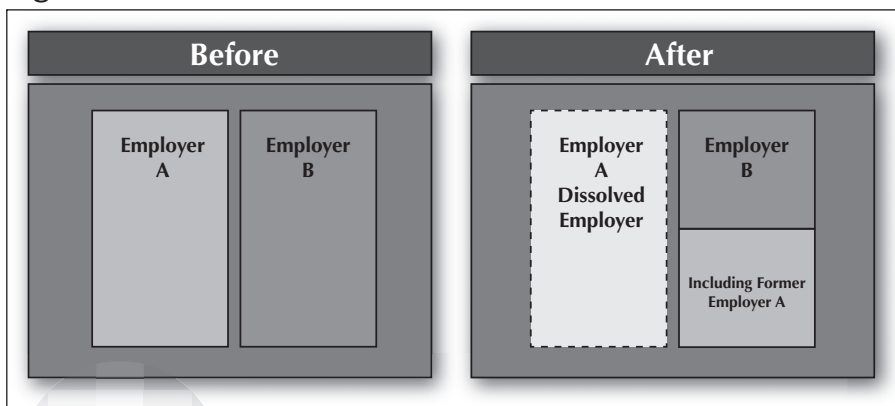 Before
After
Employer
A
Employer
B
Employer
A
Dissolved
Employer
Employer
B
Including Former
Employer A